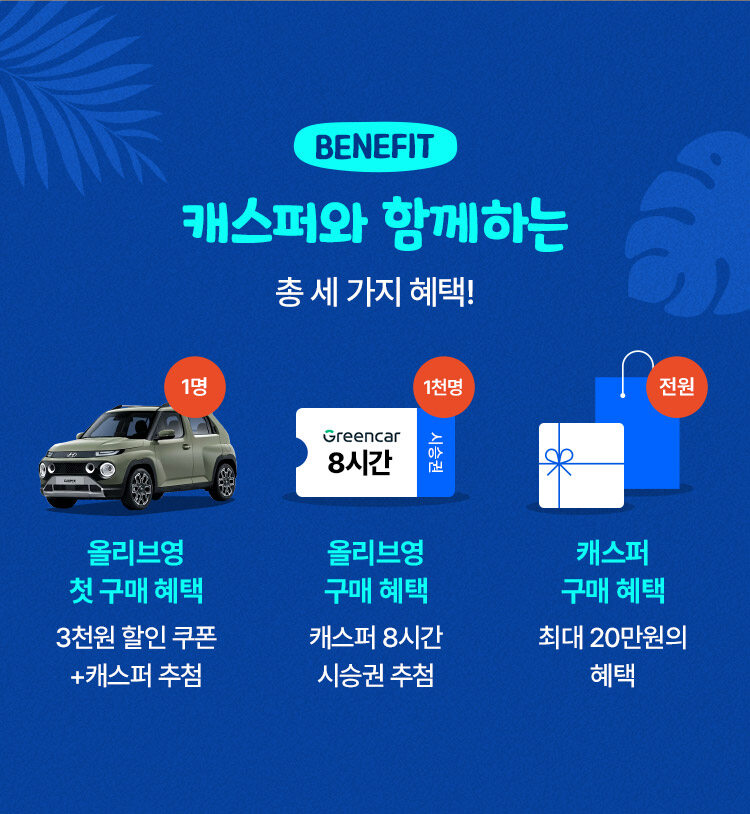 BENEFIT
캐스퍼와 함께하는
총 세 가지 혜택!
1명
1천명
전원
Greencar
8시간
시승권
CASPER
올리브영
첫 구매 혜택
3천원 할인 쿠폰
+캐스퍼 추첨
올리브영
구매 혜택
캐스퍼 8시간
시승권 추첨
캐스퍼
구매 혜택
최대 20만원의
혜택